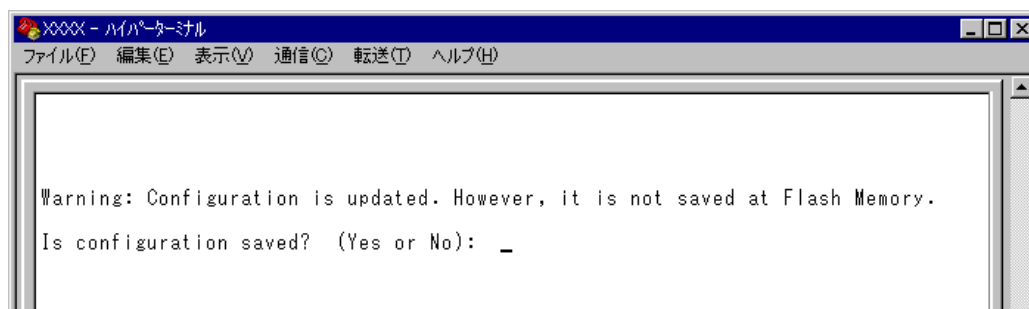 XXXX - ハイパーターミナル
ファイル(F) 編集(E) 表示(V) 通信(C) 転送(T) ヘルプ(H)
Warning: Configuration is updated. However, it is not saved at Flash Memory.
Is configuration saved? (Yes or No): _